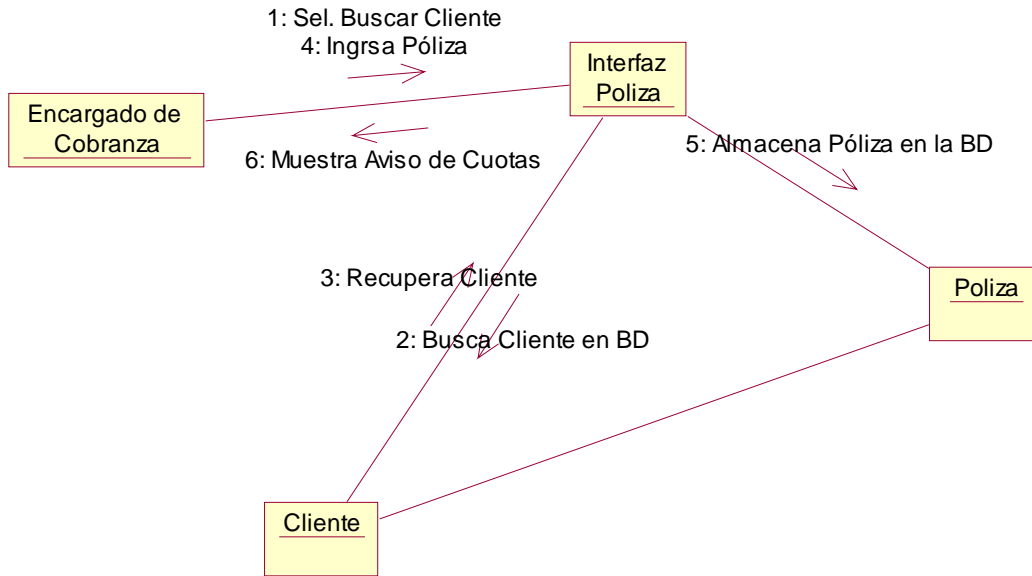 1: Sel. Buscar Cliente
4: Ingrsa Póliza
Interfaz
Poliza
Encargado de
Cobranza
5: Almacena Póliza en la BD
6: Muestra Aviso de Cuotas
3: Recupera Cliente
Poliza
2: Busca Cliente en BD
Cliente